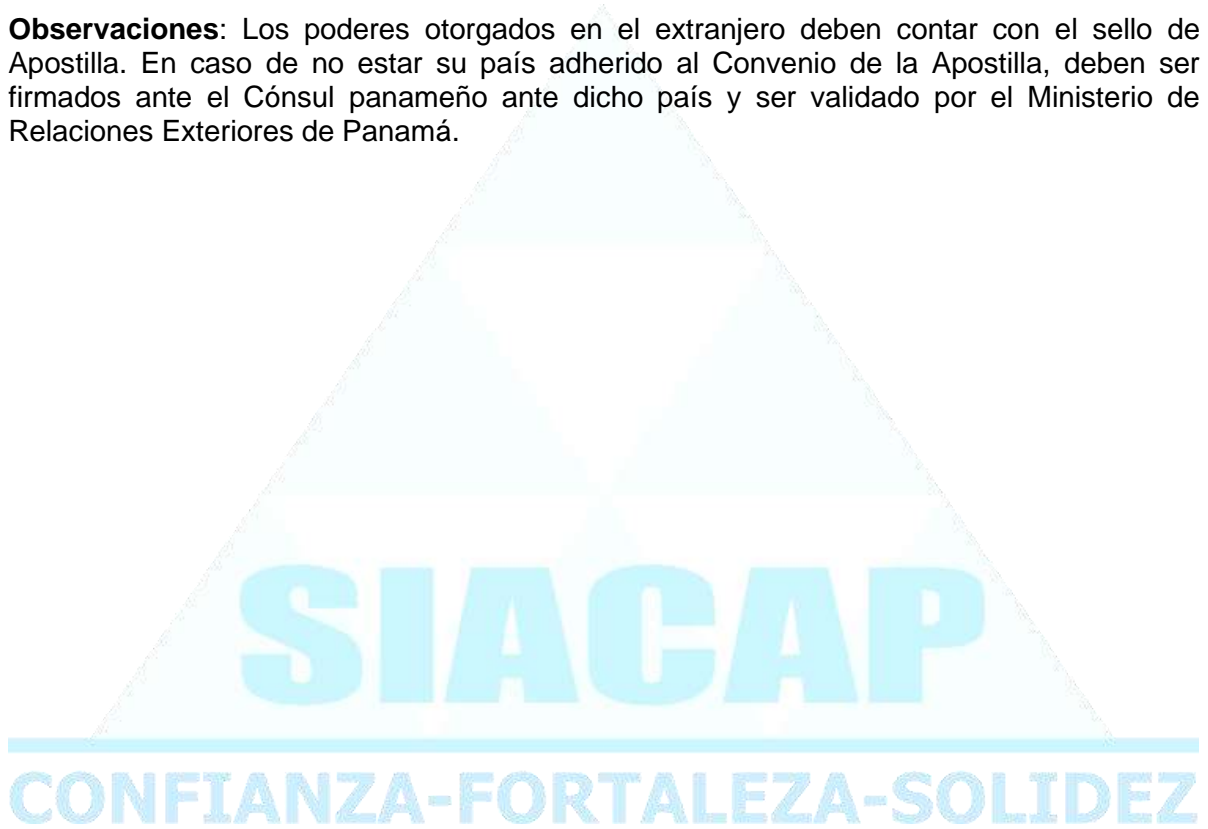 Observaciones: Los poderes otorgados en el extranjero deben contar con el sello de
Apostilla. En caso de no estar su país adherido al Convenio de la Apostilla, deben ser
firmados ante el Cónsul panameño ante dicho país y ser validado por el Ministerio de
Relaciones Exteriores de Panamá.
SIACAP
CONFIANZA-FORTALEZA-SOLIDEZ